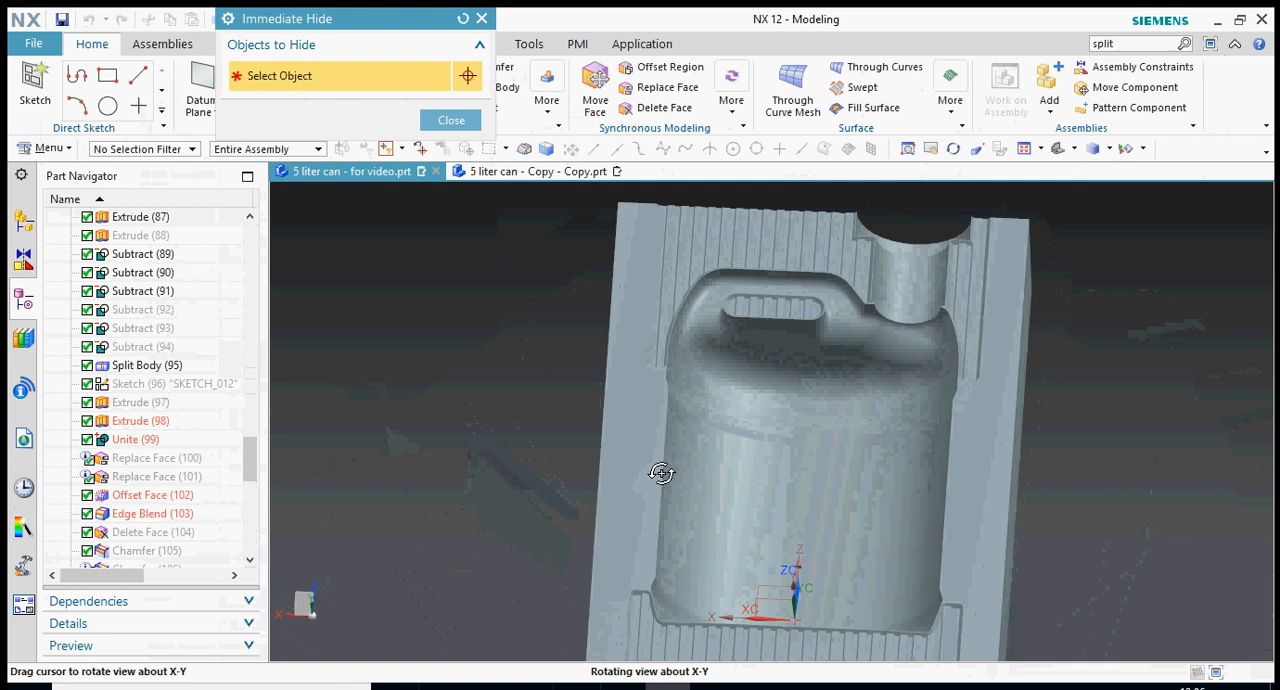 NX
Immediate Hide
NX 12 - Modeling
SIEMENS
File
Home
Assemblies
Objects to Hide
Tools
PMI
Application
split
* Select Object
Close
Sketch
Direct Sketch
Datum
Plane
Body
More
Move
Face
Offset Region
Replace Face
Delete Face
More
Synchronous Modeling
Through
Curve Mesh
Through Curves
Swept
Fill Surface
More
Surface
Work on
Assembly
Add
Assembly Constraints
Move Component
Pattern Component
Assemblies
Menu
No Selection Filter
Entire Assembly
Part Navigator
5 liter can - for video.prt
5 liter can - Copy - Copy.prt
Name
Extrude (87)
Extrude (88)
Subtract (89)
Subtract (90)
Subtract (91)
Subtract (92)
Subtract (93)
Subtract (94)
Split Body (95)
Sketch (96) "SKETCH_012"
Extrude (97)
Extrude (98)
Unite (99)
Replace Face (100)
Replace Face (101)
Offset Face (102)
Edge Blend (103)
Delete Face (104)
Chamfer (105)
Dependencies
Details
Preview
Z
ZC
YC
X
XC
X
Drag cursor to rotate view about X-Y
Rotating view about X-Y